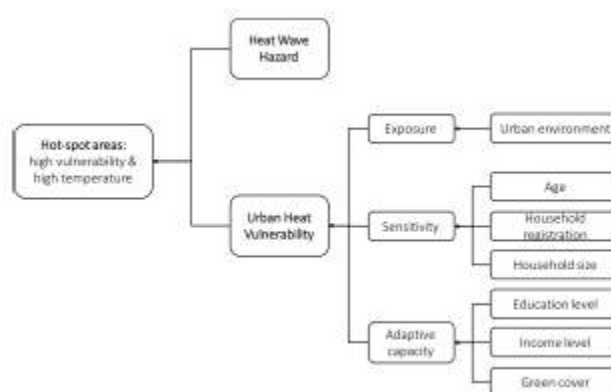 Heat Wave
Hazard
Hot-spot areas:
high vulnerability &
high temperature
Urban Heat
Vulnerability
Exposure
Urban environment
Sensitivity
Age
Household
registration
Household size
Adaptive
capacity
Education level
Income level
Green cover